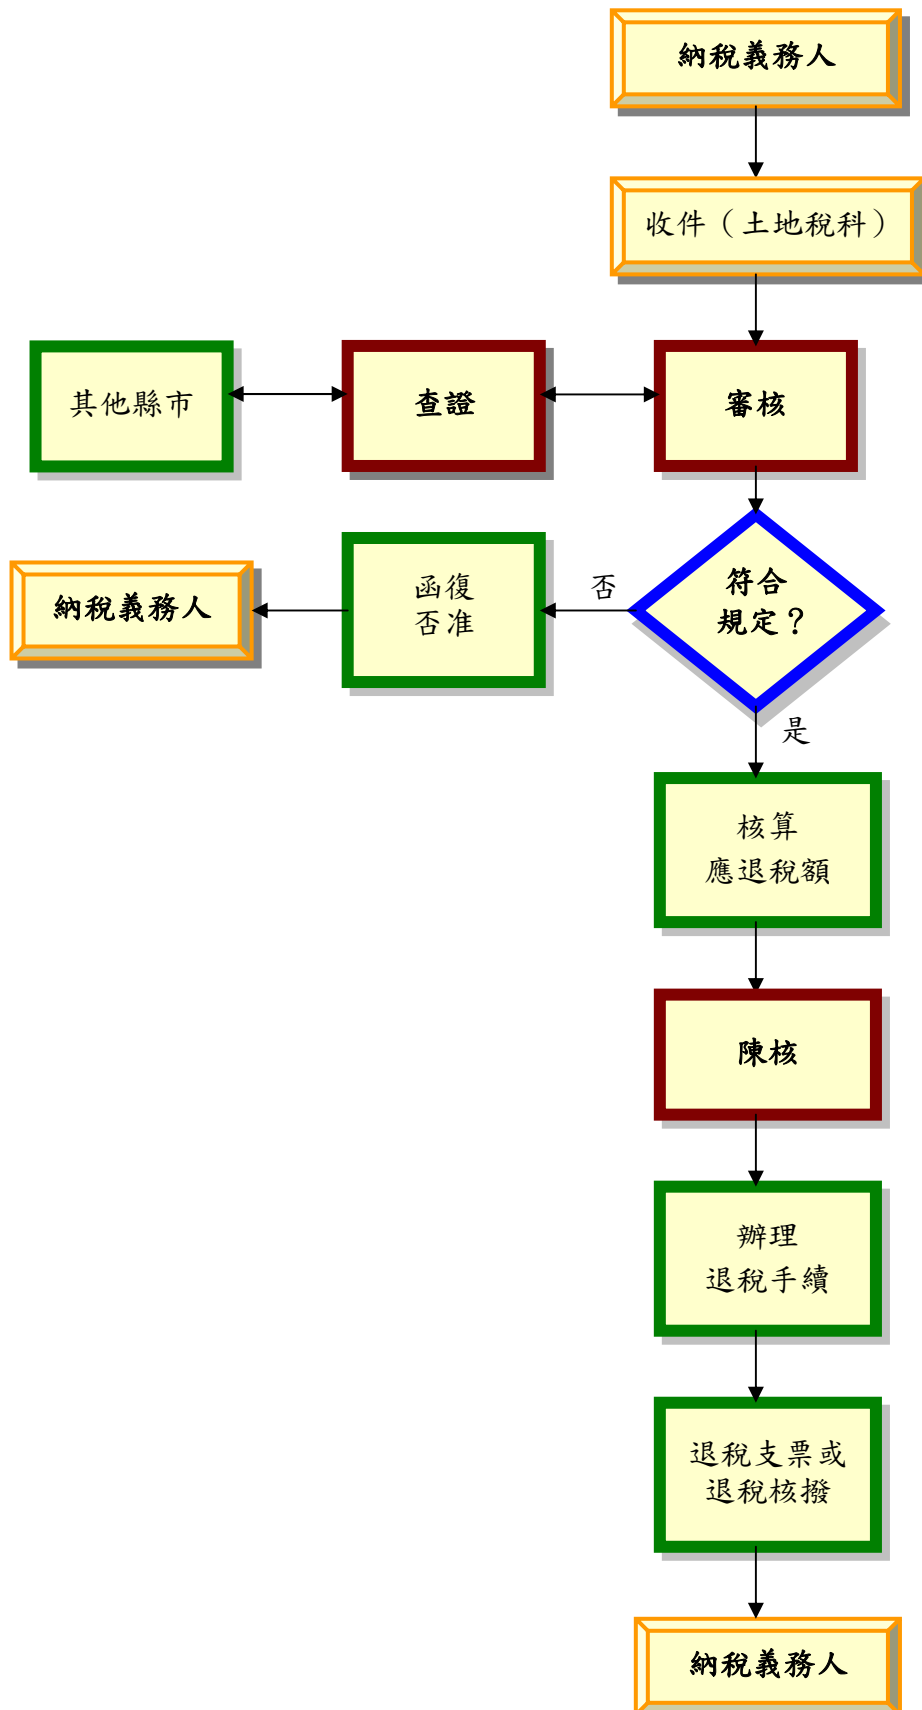 納稅義務人
收件（土地稅科）
其他縣市
查證
審核
符合
規定？
否
函復
否准
納稅義務人
是
核算
應退稅額
陳核
辦理
退稅手續
退稅支票或
退稅核撥
納稅義務人